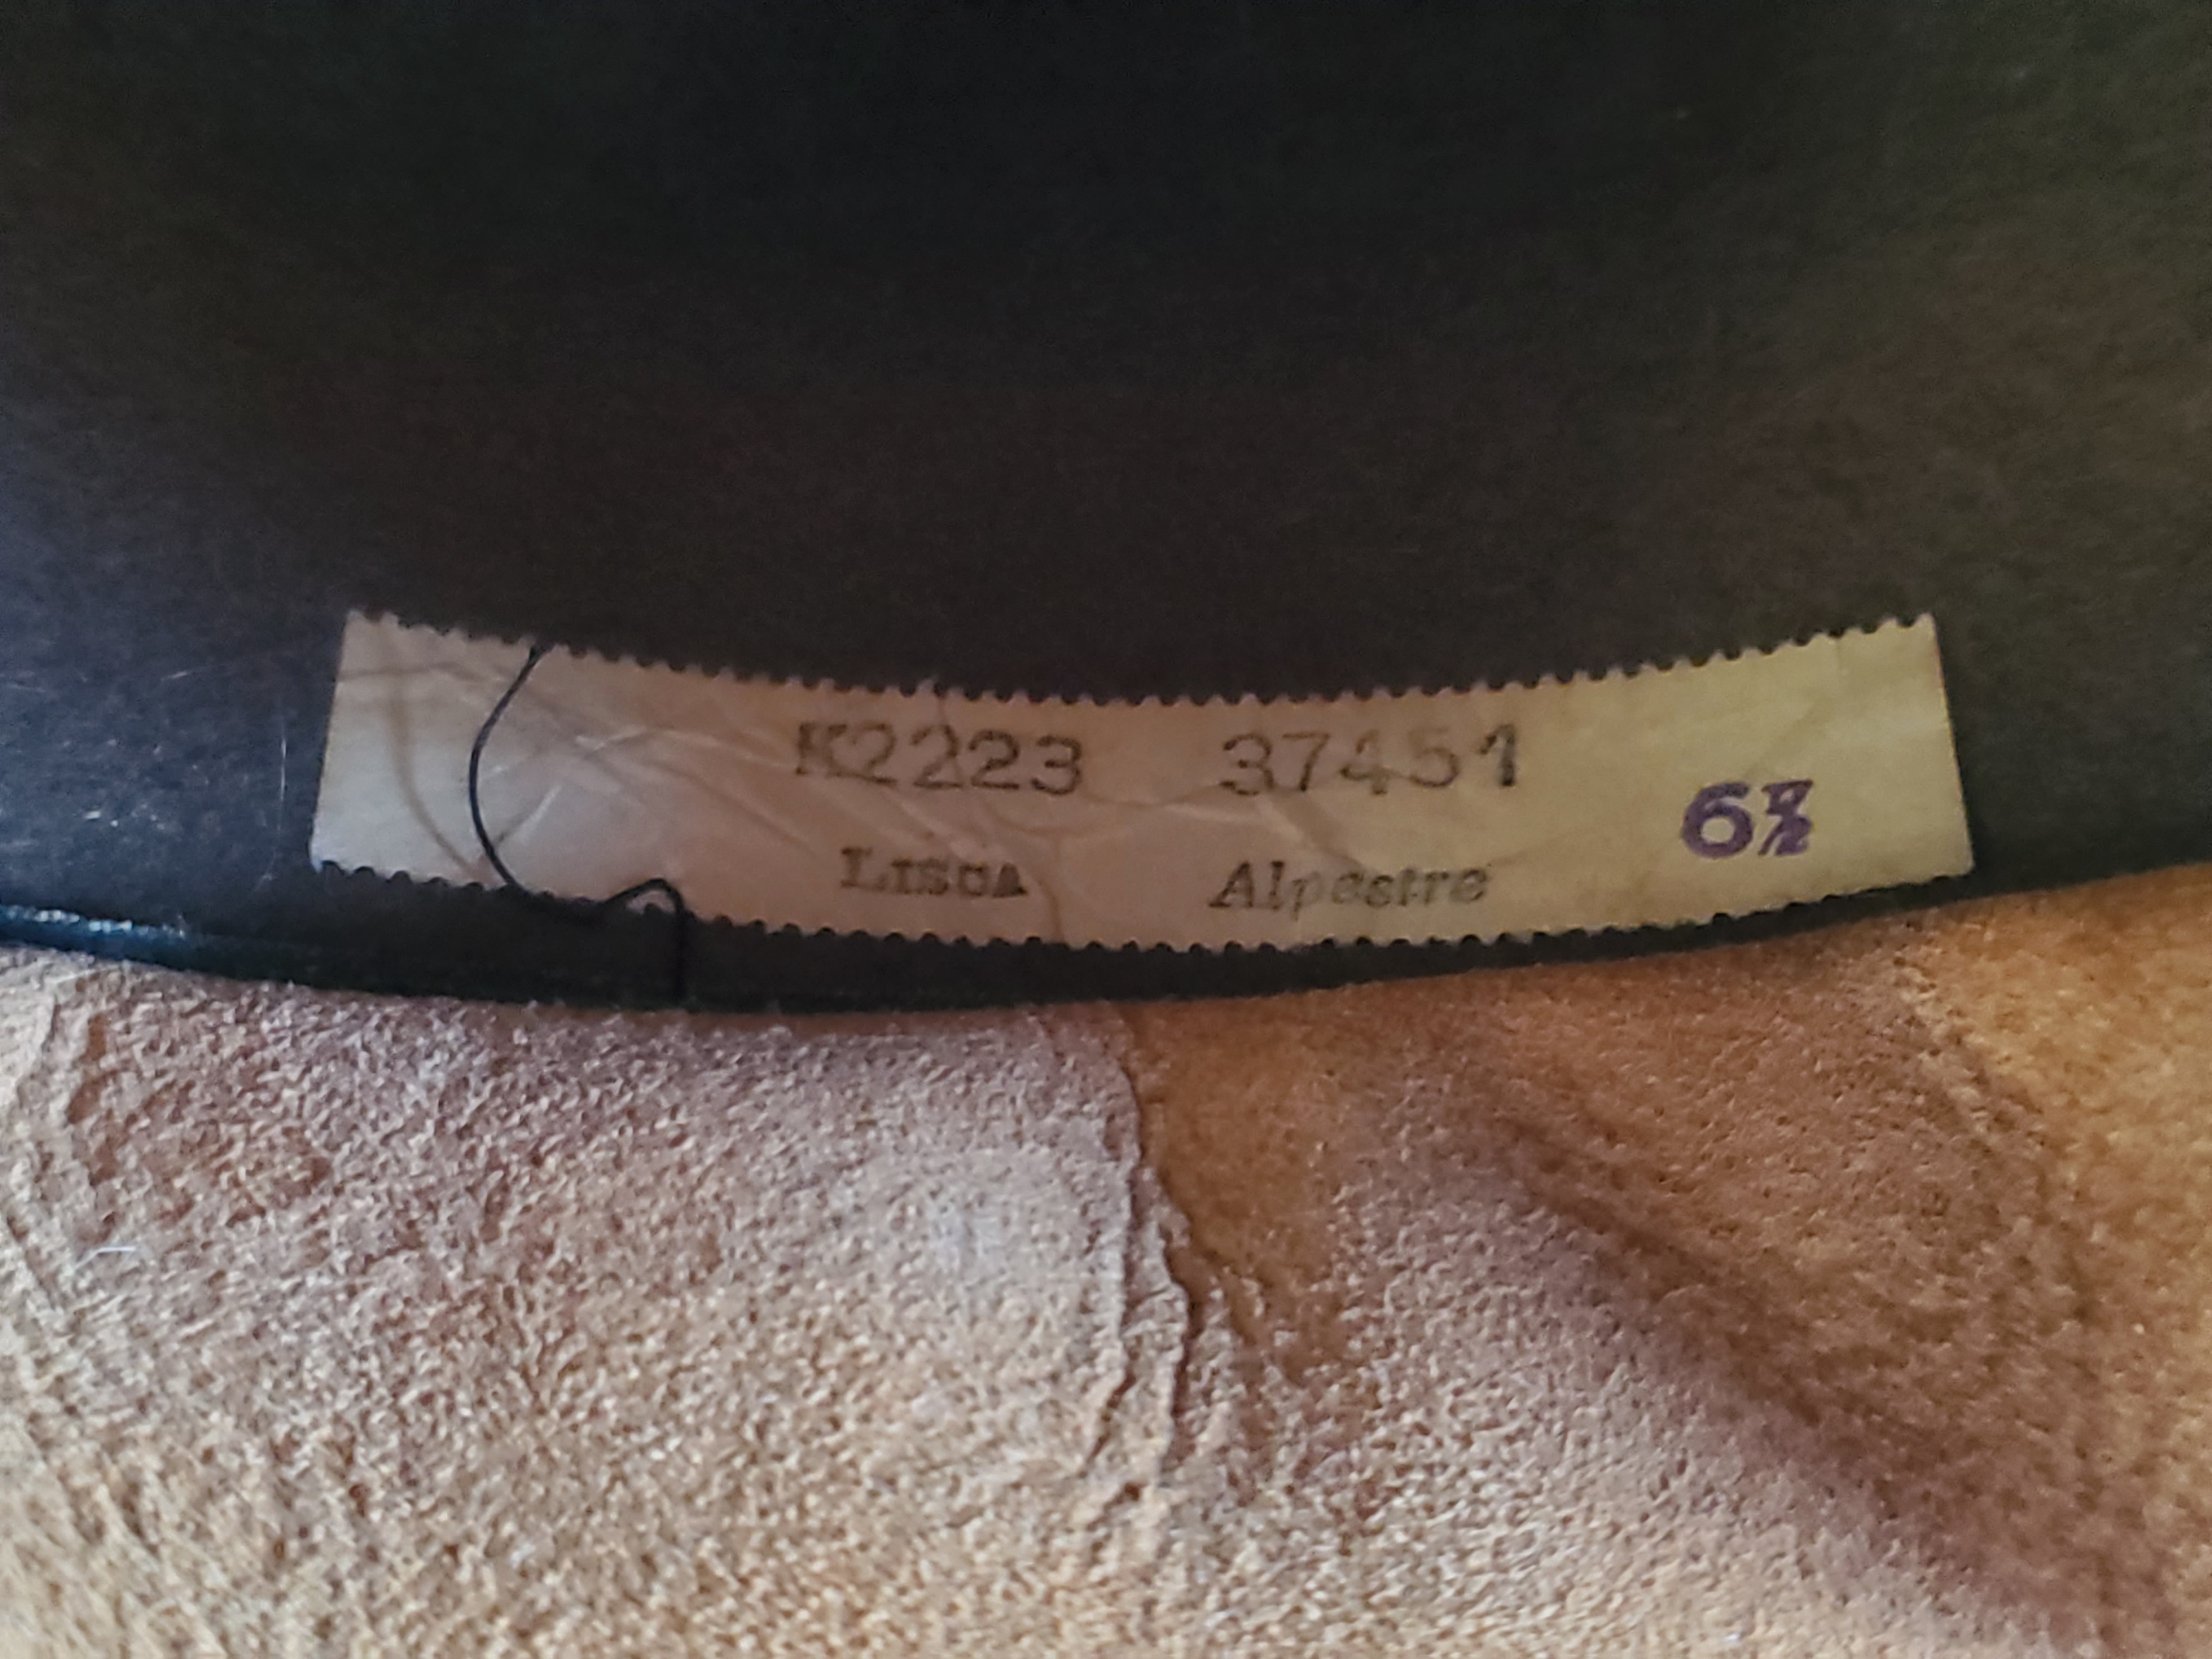 K2223 37451
LISCA Alpestre
6⅞